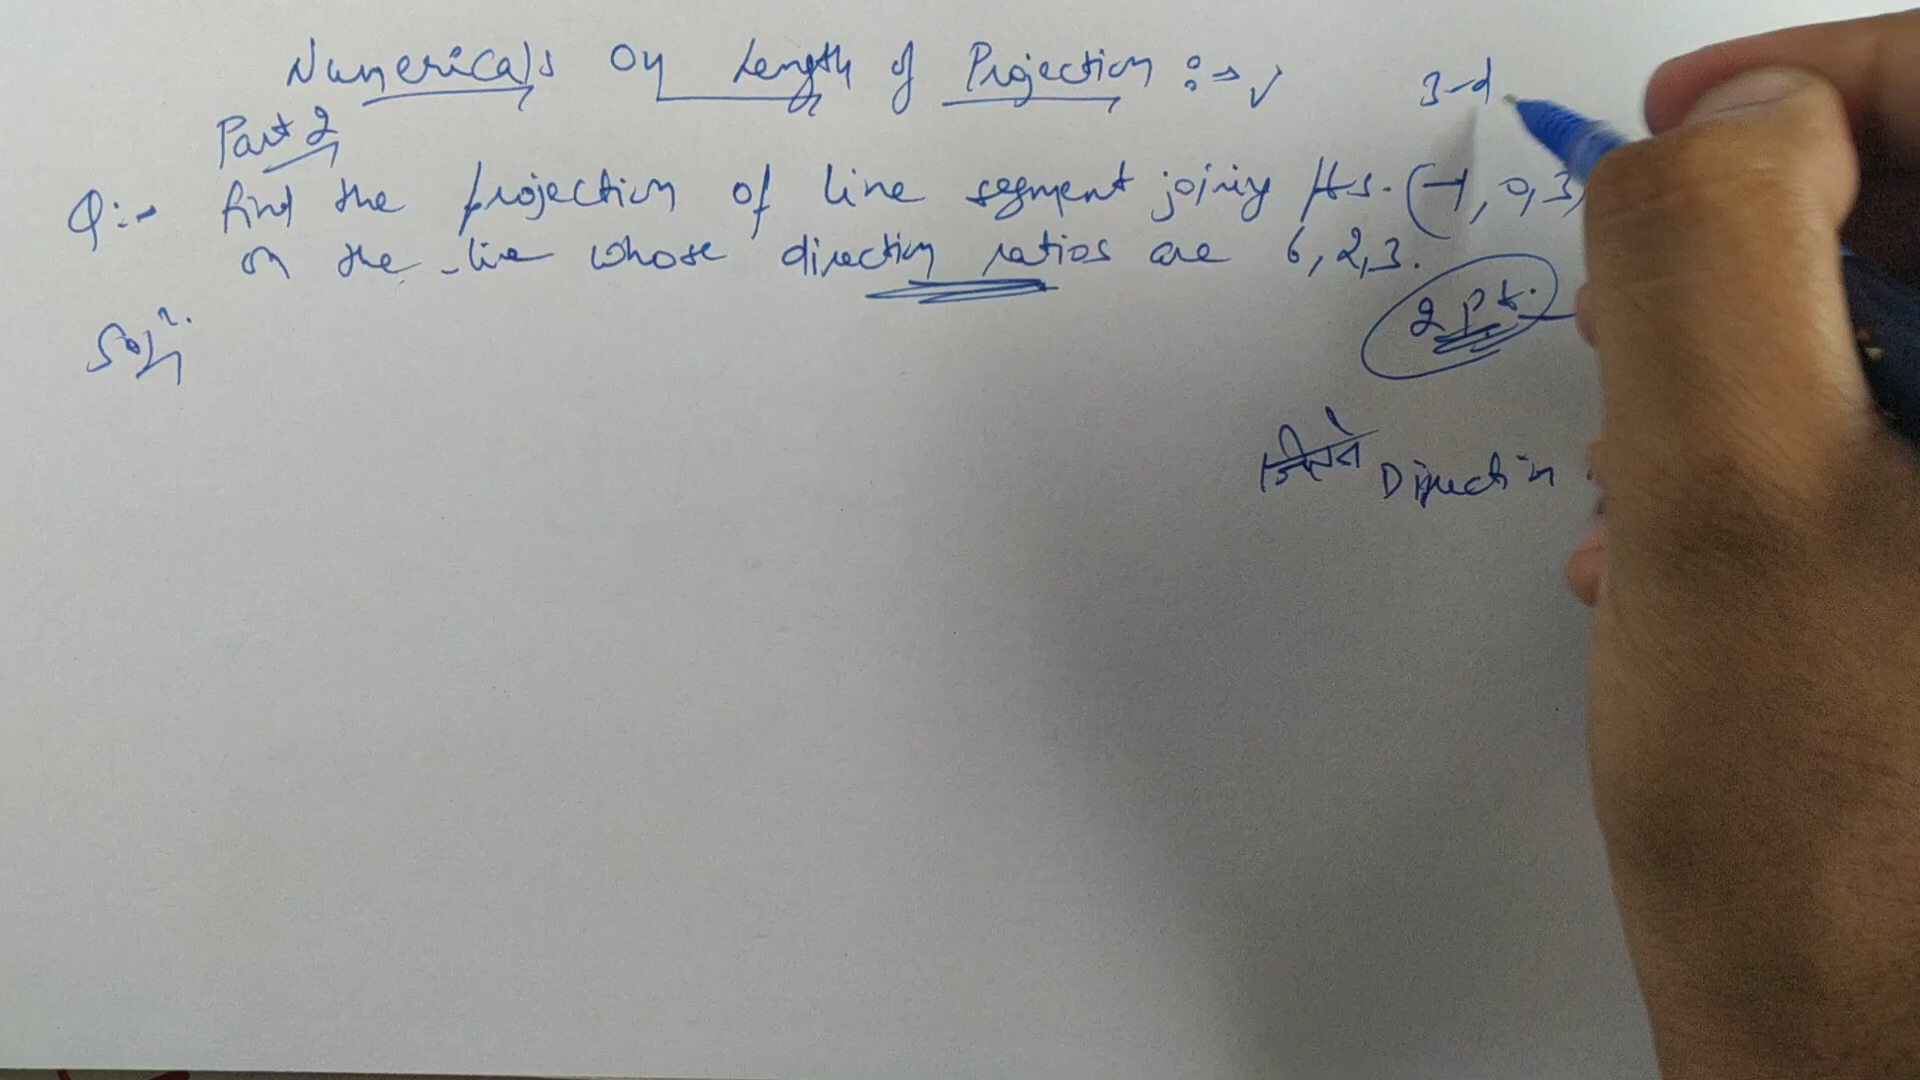 Numericals on Length of Projection :→ ✓
3-d
Part 2
Q:- find the projection of line segment joining pts. (-1, 0, 3)
on the line whose direction ratios are 6, 2, 3.
2 pt.
Solⁿ.
Direction